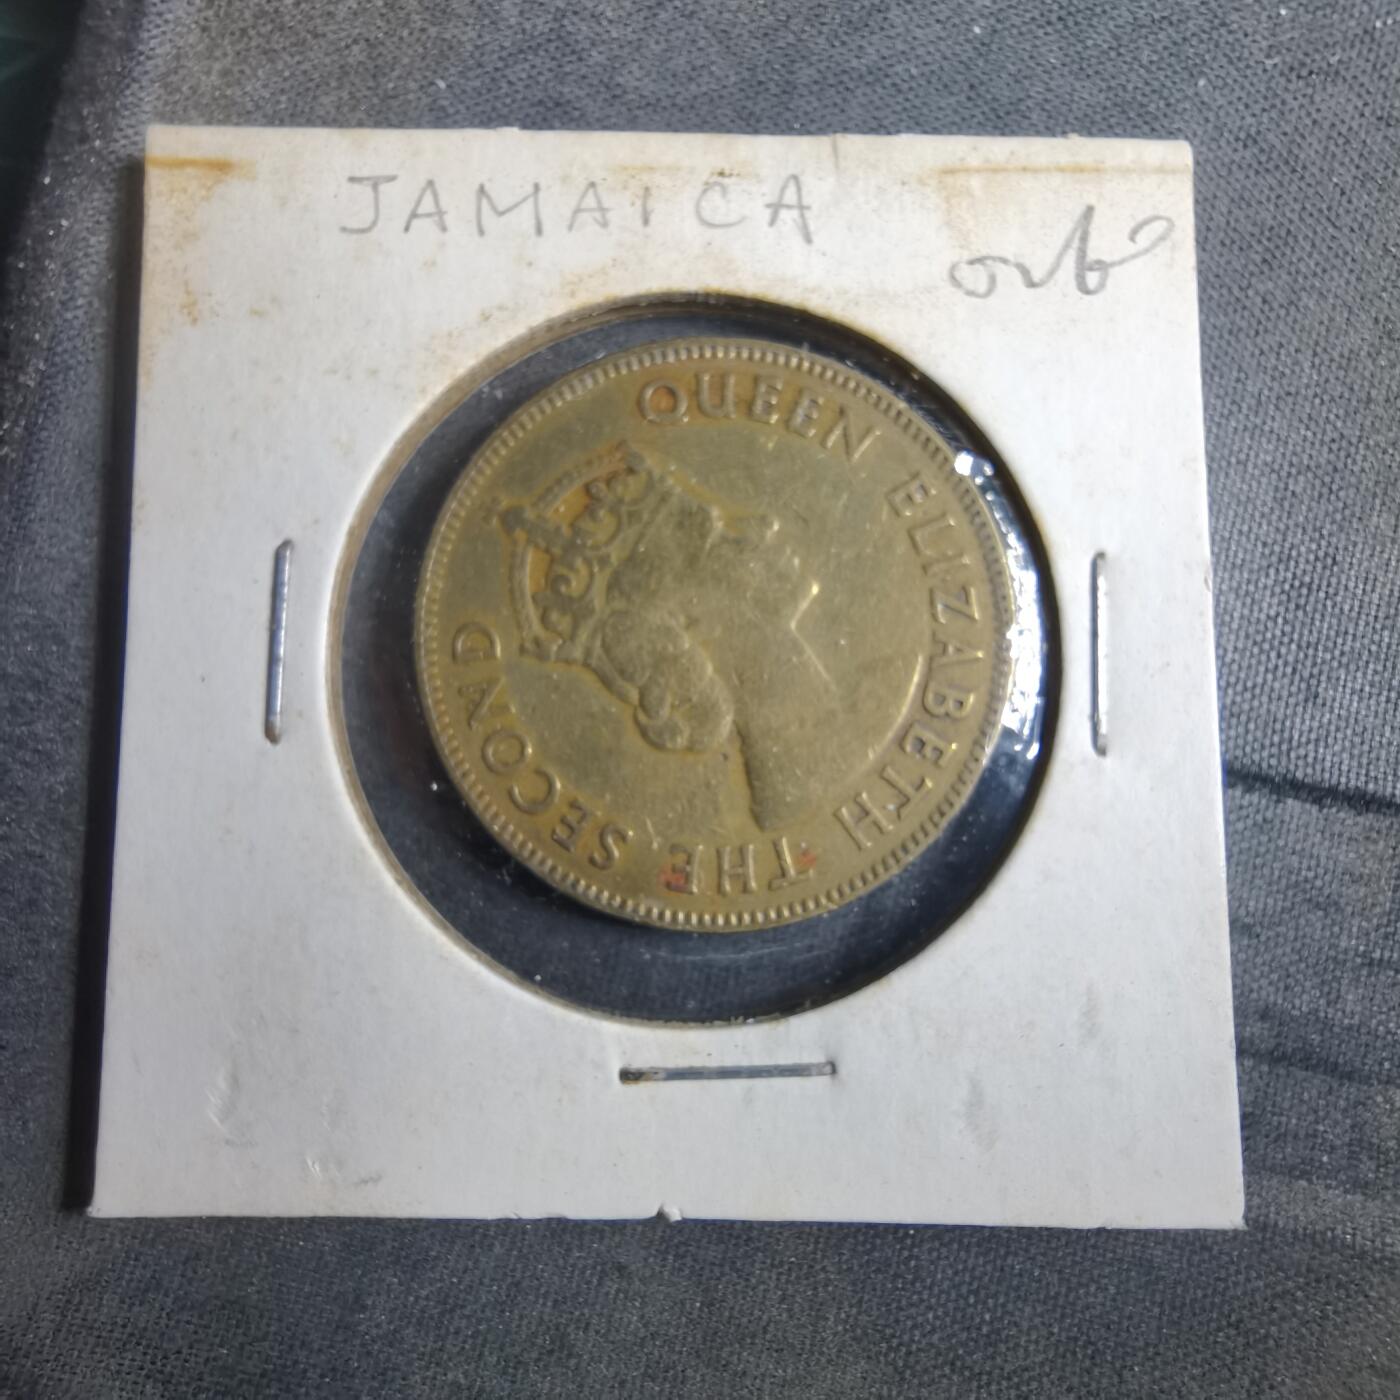 JAMAICA
QUEEN ELIZABETH THE SECOND